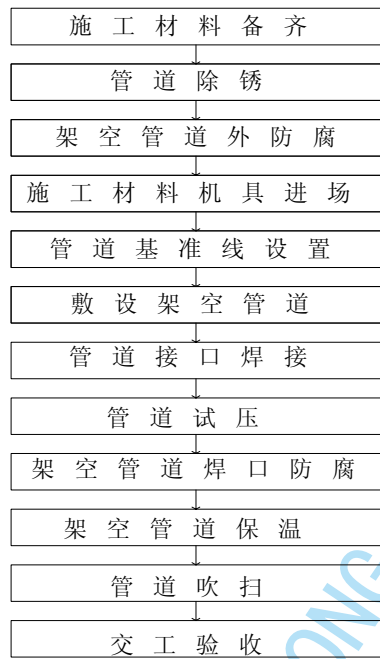 施工材料备齐
管道除锈
架空管道外防腐
施工材料机具进场
管道基准线设置
敷设架空管道
管道接口焊接
管道试压
架空管道焊口防腐
架空管道保温
管道吹扫
交工验收
ONG